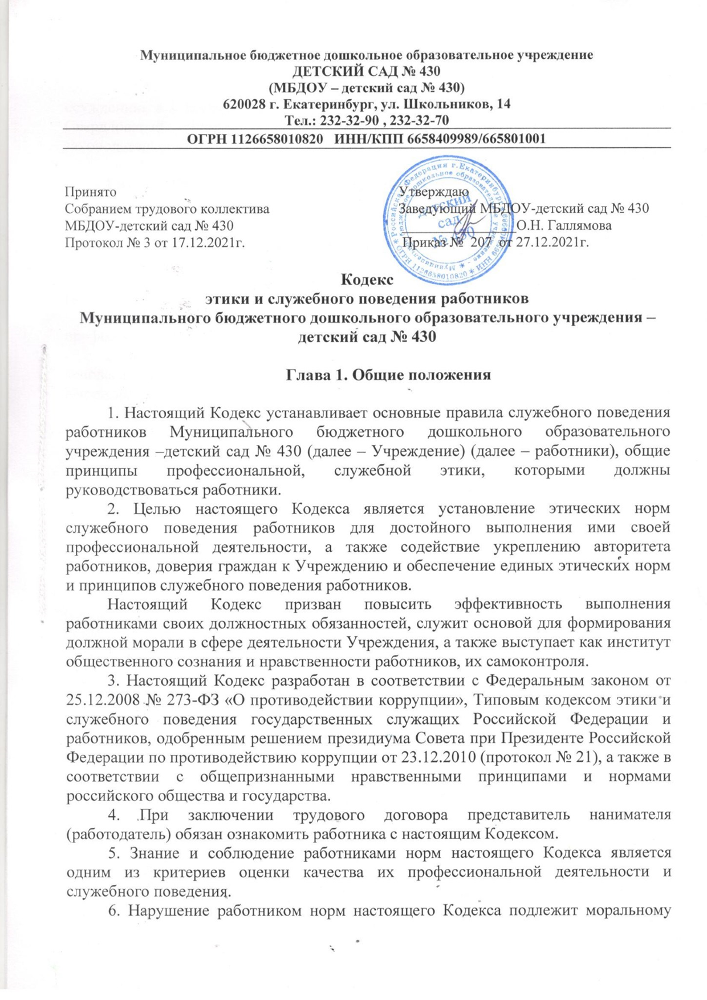 Муниципальное бюджетное дошкольное образовательное учреждение
ДЕТСКИЙ САД № 430
(МБДОУ – детский сад № 430)
620028 г. Екатеринбург, ул. Школьников, 14
Тел.: 232-32-90 , 232-32-70
ОГРН 1126658010820 ИНН/КПП 6658409989/665801001
Принято
Собранием трудового коллектива
МБДОУ-детский сад № 430
Протокол № 3 от 17.12.2021г.
Утверждаю
Заведующий МБДОУ-детский сад № 430
О.Н. Галлямова
Приказ № 207 от 27.12.2021г.
Российская Федерация г.Екатеринбург
ОГРН 1126658010820 * ИНН
детский
сад
№ 430
Кодекс
этики и служебного поведения работников
Муниципального бюджетного дошкольного образовательного учреждения –
детский сад № 430
Глава 1. Общие положения
1. Настоящий Кодекс устанавливает основные правила служебного поведения
работников Муниципального бюджетного дошкольного образовательного
учреждения –детский сад № 430 (далее – Учреждение) (далее – работники), общие
принципы профессиональной, служебной этики, которыми должны
руководствоваться работники.
2. Целью настоящего Кодекса является установление этических норм
служебного поведения работников для достойного выполнения ими своей
профессиональной деятельности, а также содействие укреплению авторитета
работников, доверия граждан к Учреждению и обеспечение единых этических норм
и принципов служебного поведения работников.
Настоящий Кодекс призван повысить эффективность выполнения
работниками своих должностных обязанностей, служит основой для формирования
должной морали в сфере деятельности Учреждения, а также выступает как институт
общественного сознания и нравственности работников, их самоконтроля.
3. Настоящий Кодекс разработан в соответствии с Федеральным законом от
25.12.2008 № 273-ФЗ «О противодействии коррупции», Типовым кодексом этики и
служебного поведения государственных служащих Российской Федерации и
работников, одобренным решением президиума Совета при Президенте Российской
Федерации по противодействию коррупции от 23.12.2010 (протокол № 21), а также в
соответствии с общепризнанными нравственными принципами и нормами
российского общества и государства.
4. При заключении трудового договора представитель нанимателя
(работодатель) обязан ознакомить работника с настоящим Кодексом.
5. Знание и соблюдение работниками норм настоящего Кодекса является
одним из критериев оценки качества их профессиональной деятельности и
служебного поведения.
6. Нарушение работником норм настоящего Кодекса подлежит моральному